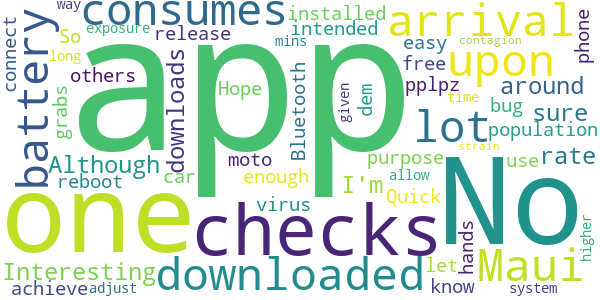 connect
battery
So
others
grabs
exposure
way
long
consumes
mins
release
downloads
installed
intended
Bluetooth
Hope
app
arrival
easy
contagion
phone
free
upon
pplpz
dem
given
lot
around
bug
sure
population
Although
reboot
moto
car
enough
purpose
I'm
allow
virus
Quick
time
use
strain
rate
No
one
checks
downloaded
Interesting
achieve
adjust
let
know
hands
Maui
system
higher